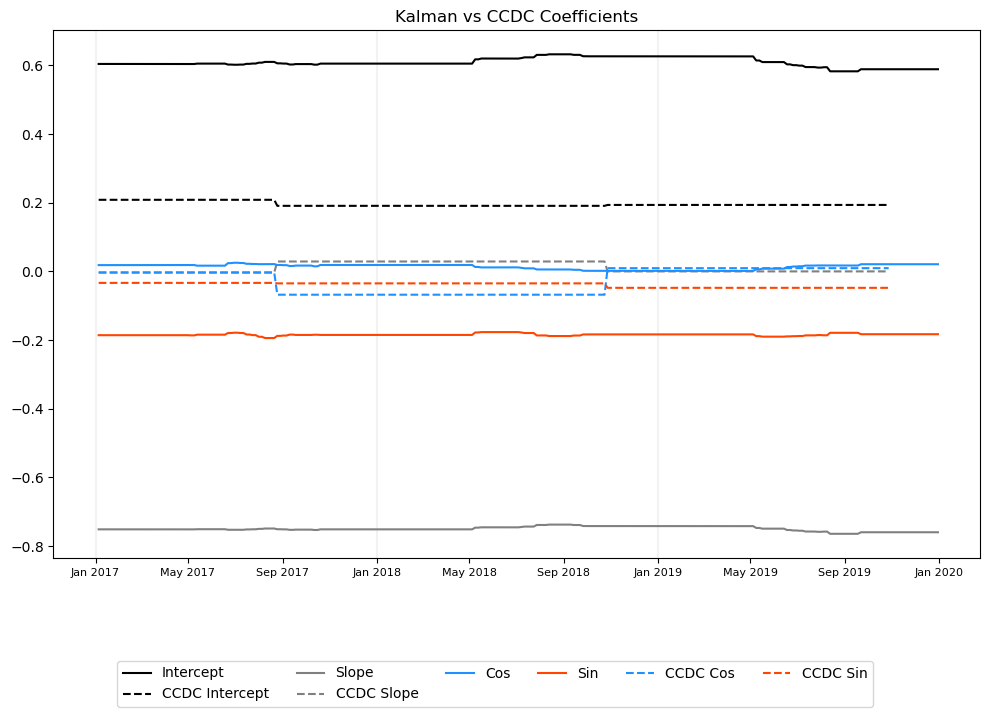 Kalman vs CCDC Coefficients
0.6
0.4
0.2
0.0
−0.2
−0.4
−0.6
−0.8
Jan 2017 May 2017 Sep 2017 Jan 2018 May 2018 Sep 2018 Jan 2019 May 2019 Sep 2019 Jan 2020
Intercept Slope Cos Sin CCDC Cos CCDC Sin
CCDC Intercept CCDC Slope